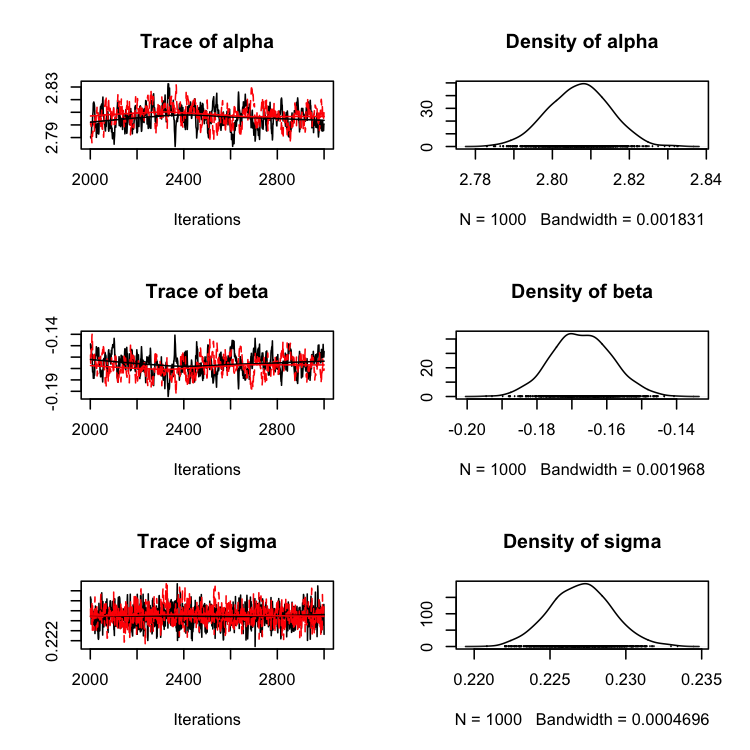 Trace of alpha
2.83
2.79
2000 2400 2800
Iterations
Density of alpha
30
0
2.78 2.80 2.82 2.84
N = 1000 Bandwidth = 0.001831
Trace of beta
-0.14
-0.19
2000 2400 2800
Iterations
Density of beta
20
0
-0.20 -0.18 -0.16 -0.14
N = 1000 Bandwidth = 0.001968
Trace of sigma
0.222
2000 2400 2800
Iterations
Density of sigma
100
0
0.220 0.225 0.230 0.235
N = 1000 Bandwidth = 0.0004696